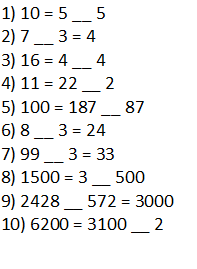 1) 10 = 5 __ 5
2) 7 __ 3 = 4
3) 16 = 4 __ 4
4) 11 = 22 __ 2
5) 100 = 187 __ 87
6) 8 __ 3 = 24
7) 99 __ 3 = 33
8) 1500 = 3 __ 500
9) 2428 __ 572 = 3000
10) 6200 = 3100 __ 2